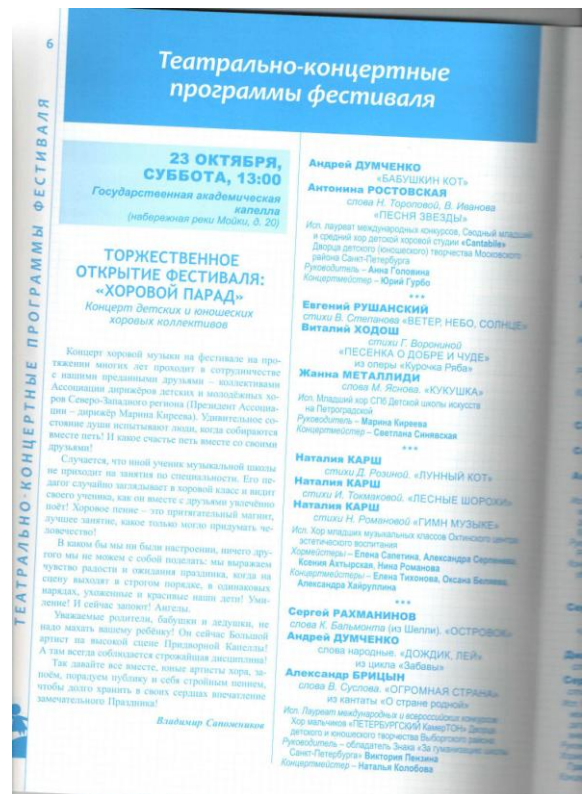 6
ТЕАТРАЛЬНО-КОНЦЕРТНЫЕ ПРОГРАММЫ ФЕСТИВАЛЯ
Театрально-концертные
программы фестиваля
23 ОКТЯБРЯ,
СУББОТА, 13:00
Государственная академическая
капелла
(набережная реки Мойки, д. 20)
ТОРЖЕСТВЕННОЕ
ОТКРЫТИЕ ФЕСТИВАЛЯ:
«ХОРОВОЙ ПАРАД»
Концерт детских и юношеских
хоровых коллективов
Концерт хоровой музыки на фестивале на про-
тяжении многих лет проходит в сотрудничестве
с нашими преданными друзьями – коллективами
Ассоциации дирижёров детских и молодёжных хо-
ров Северо-Западного региона (Президент Ассоциа-
ции – дирижёр Марина Киреева). Удивительное со-
стояние души испытывают люди, когда собираются
вместе петь! И какое счастье петь вместе со своими
друзьями!
Случается, что иной ученик музыкальной школы
не приходит на занятия по специальности. Его пе-
дагог случайно заглядывает в хоровой класс и видит
своего ученика, как он вместе с друзьями увлечённо
поёт! Хоровое пение – это притягательный магнит,
лучшее занятие, какое только могло придумать че-
ловечество!
В каком бы мы ни были настроении, ничего дру-
гого мы не можем с собой поделать: мы выражаем
чувство радости и ожидания праздника, когда на
сцену выходят в строгом порядке, в одинаковых
нарядах, ухоженные и красивые наши дети! Уми-
ление! И сейчас запоют! Ангелы.
Уважаемые родители, бабушки и дедушки, не
надо махать вашему ребёнку! Он сейчас Большой
артист на высокой сцене Придворной Капеллы!
А там всегда соблюдается строжайшая дисциплина!
Так давайте все вместе, юные артисты хора, за-
поём, порадуем публику и себя стройным пением,
чтобы долго хранить в своих сердцах впечатление
замечательного Праздника!
Владимир Сапожников
Андрей ДУМЧЕНКО
«БАБУШКИН КОТ»
Антонина РОСТОВСКАЯ
слова Н. Тороповой, В. Иванова
«ПЕСНЯ ЗВЕЗДЫ»
Исп. лауреат международных конкурсов, Сводный младший
и средний хор детской хоровой студии «Cantabile»
Дворца детского (юношеского) творчества Московского
района Санкт-Петербурга
Руководитель – Анна Головина
Концертмейстер – Юрий Гурбо
***
Евгений РУШАНСКИЙ
стихи В. Степанова «ВЕТЕР, НЕБО, СОЛНЦЕ»
Виталий ХОДОШ
стихи Г. Ворониной
«ПЕСЕНКА О ДОБРЕ И ЧУДЕ»
из оперы «Курочка Ряба»
Жанна МЕТАЛЛИДИ
слова М. Яснова. «КУКУШКА»
Исп. Младший хор СПб Детской школы искусств
на Петроградской
Руководитель – Марина Киреева
Концертмейстер – Светлана Синявская
***
Наталия КАРШ
стихи Д. Розиной. «ЛУННЫЙ КОТ»
Наталия КАРШ
стихи И. Токмаковой. «ЛЕСНЫЕ ШОРОХИ»
Наталия КАРШ
стихи Н. Романовой «ГИМН МУЗЫКЕ»
Исп. Хор младших музыкальных классов Охтинского центра
эстетического воспитания
Хормейстеры – Елена Сапетина, Александра Серпенева,
Ксения Ахтырская, Нина Романова
Концертмейстеры – Елена Тихонова, Оксана Беляева,
Александра Хайруллина
***
Сергей РАХМАНИНОВ
слова К. Бальмонта (из Шелли). «ОСТРОВОК»
Андрей ДУМЧЕНКО
слова народные. «ДОЖДИК, ЛЕЙ»
из цикла «Забавы»
Александр БРИЦЫН
слова В. Суслова. «ОГРОМНАЯ СТРАНА»
из кантаты «О стране родной»
Исп. Лауреат международных и всероссийских конкурсов
Хор мальчиков «ПЕТЕРБУРГСКИЙ КамерТОН» Дворца
детского и юношеского творчества Выборгского района
Руководитель – обладатель Знака «За гуманизацию школы
Санкт-Петербурга» Виктория Пензина
Концертмейстер – Наталья Колобова